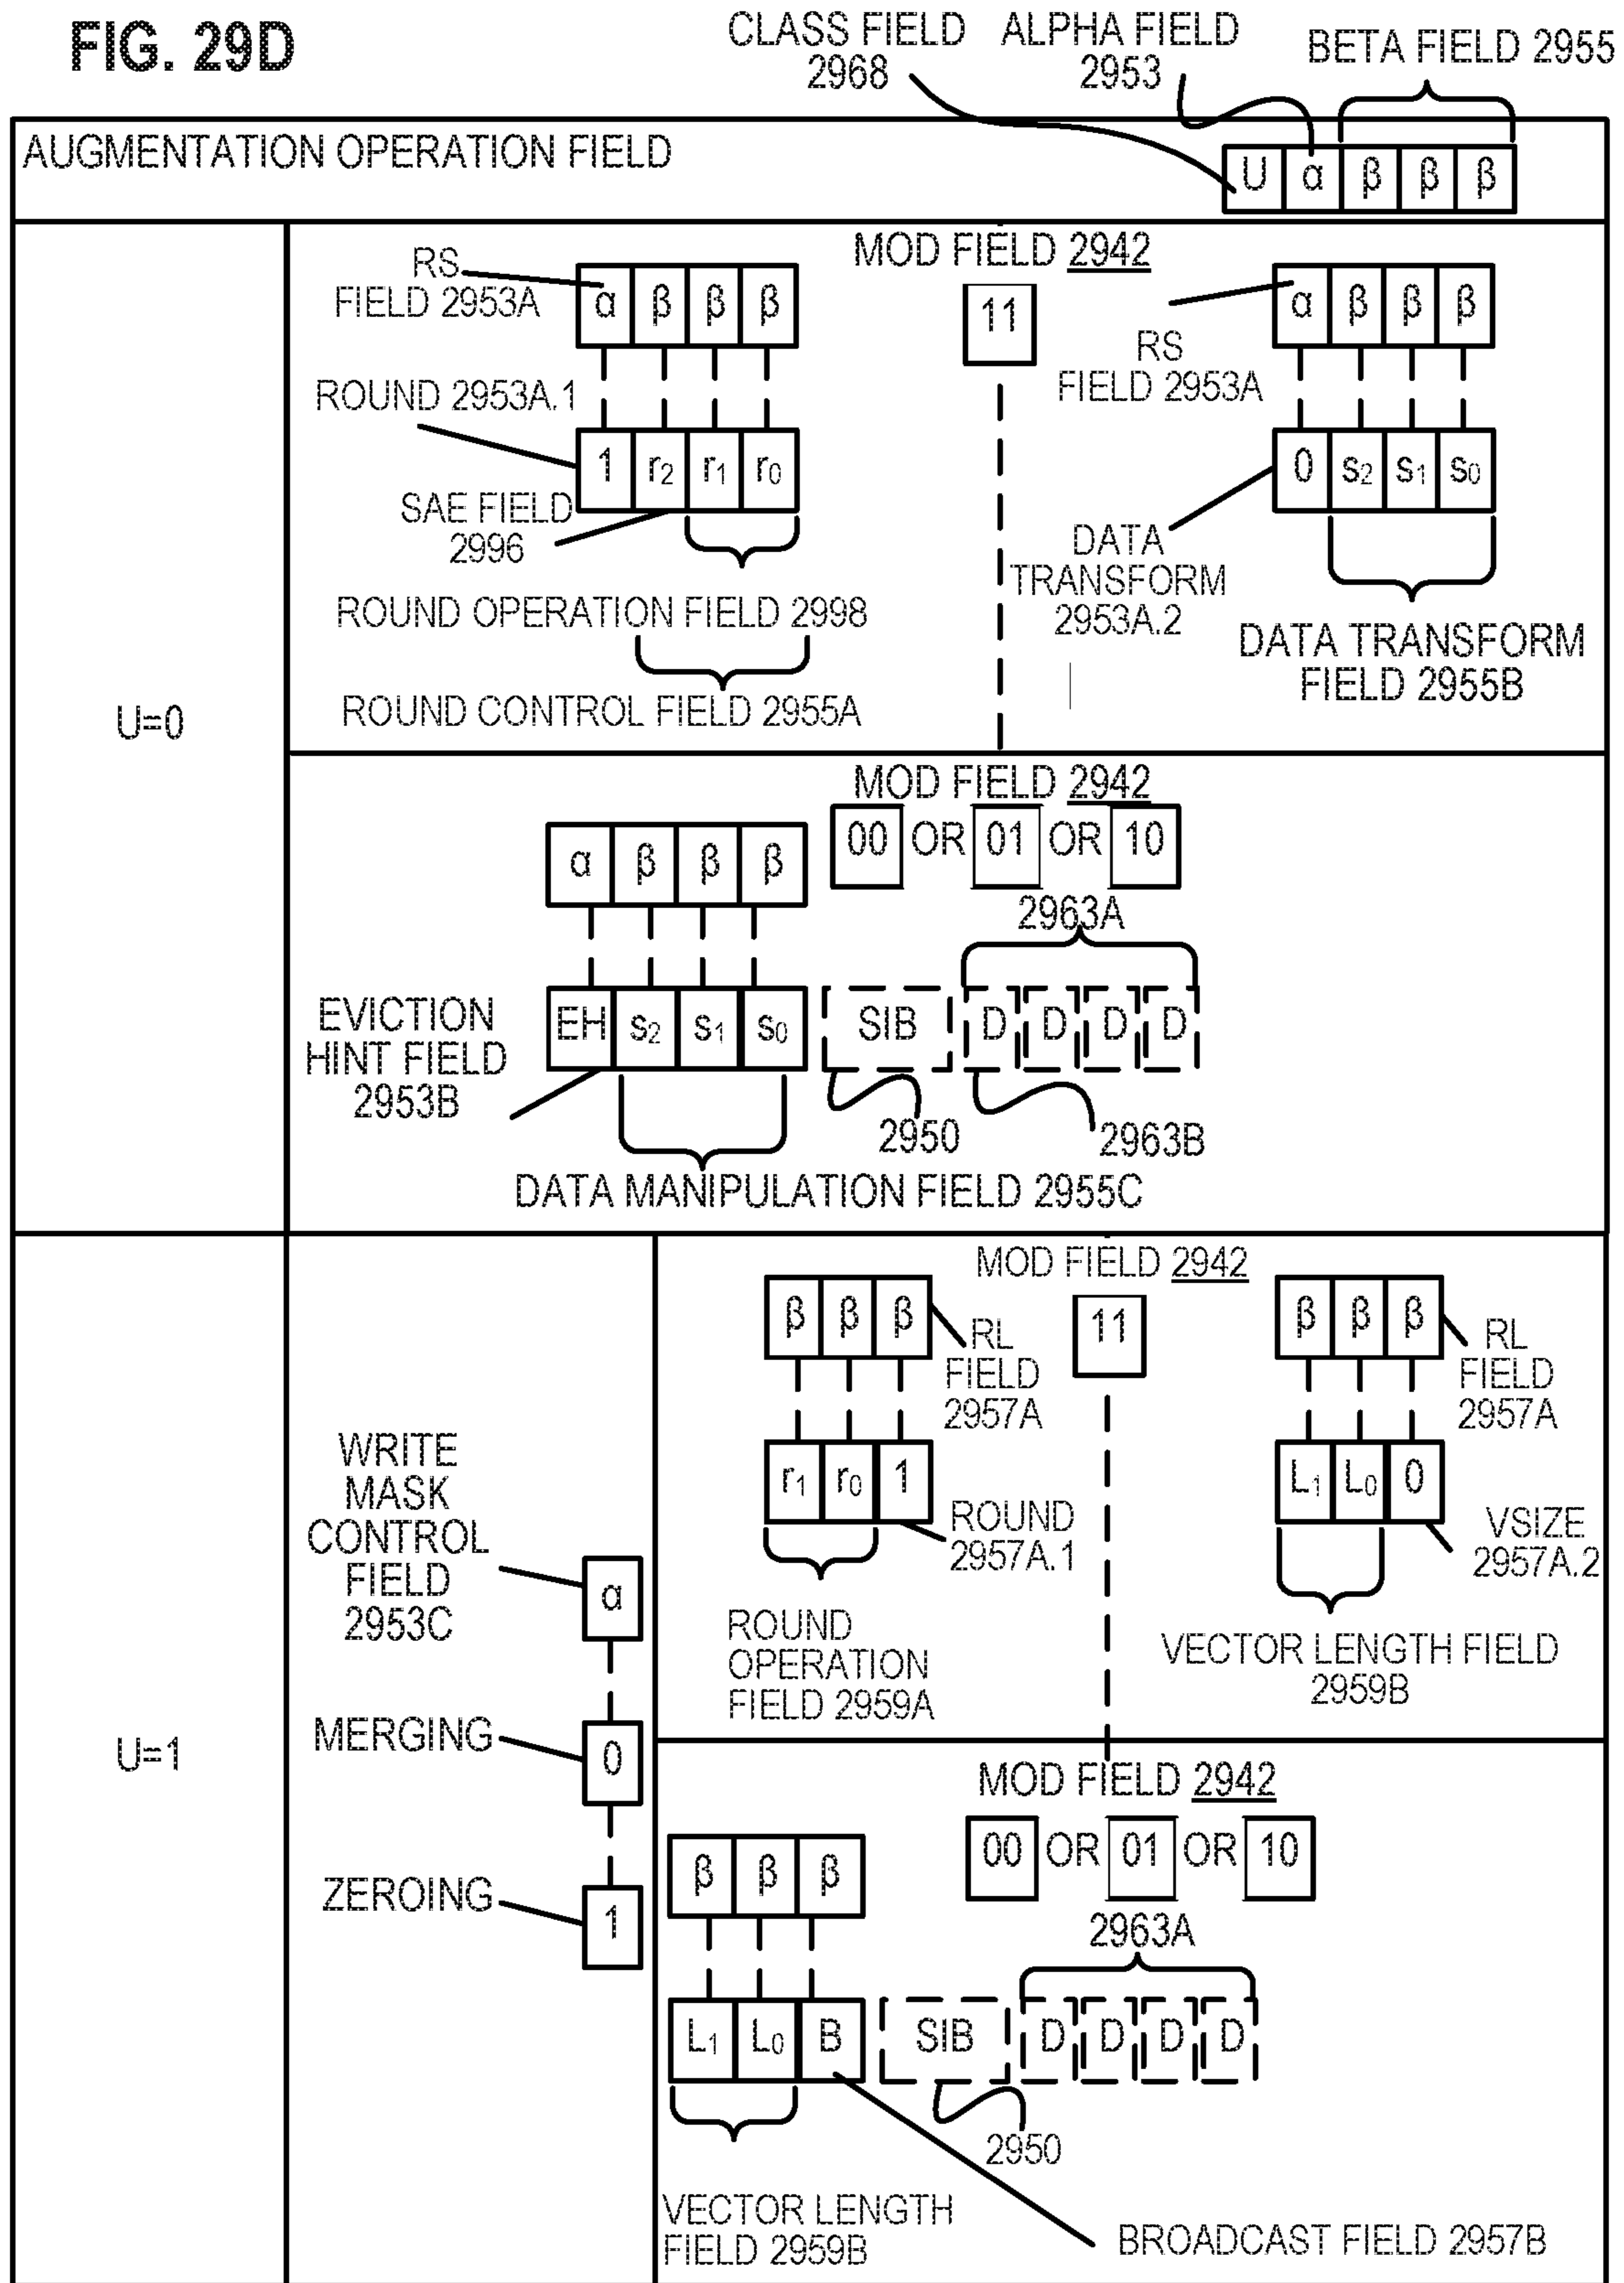 FIG. 29D
CLASS FIELD
2968
ALPHA FIELD
2953
BETA FIELD 2955
AUGMENTATION OPERATION FIELD
U α β β β
U=0
MOD FIELD 2942
11
RS
FIELD 2953A
α β β β
ROUND 2953A.1
1 r2 r1 r0
SAE FIELD
2996
ROUND OPERATION FIELD 2998
ROUND CONTROL FIELD 2955A
α β β β
RS
FIELD 2953A
0 s2 s1 s0
DATA
TRANSFORM
2953A.2
DATA TRANSFORM
FIELD 2955B
MOD FIELD 2942
00 OR 01 OR 10
α β β β
2963A
EVICTION
HINT FIELD
2953B
EH s2 s1 s0 SIB D D D D
2950
2963B
DATA MANIPULATION FIELD 2955C
U=1
WRITE
MASK
CONTROL
FIELD
2953C
α
MERGING
0
ZEROING
1
MOD FIELD 2942
11
β β β
RL
FIELD
2957A
r1 r0 1
ROUND
2957A.1
ROUND
OPERATION
FIELD 2959A
β β β
RL
FIELD
2957A
L1 L0 0
VSIZE
2957A.2
VECTOR LENGTH FIELD
2959B
MOD FIELD 2942
00 OR 01 OR 10
β β β
2963A
L1 L0 B SIB D D D D
2950
VECTOR LENGTH
FIELD 2959B
BROADCAST FIELD 2957B